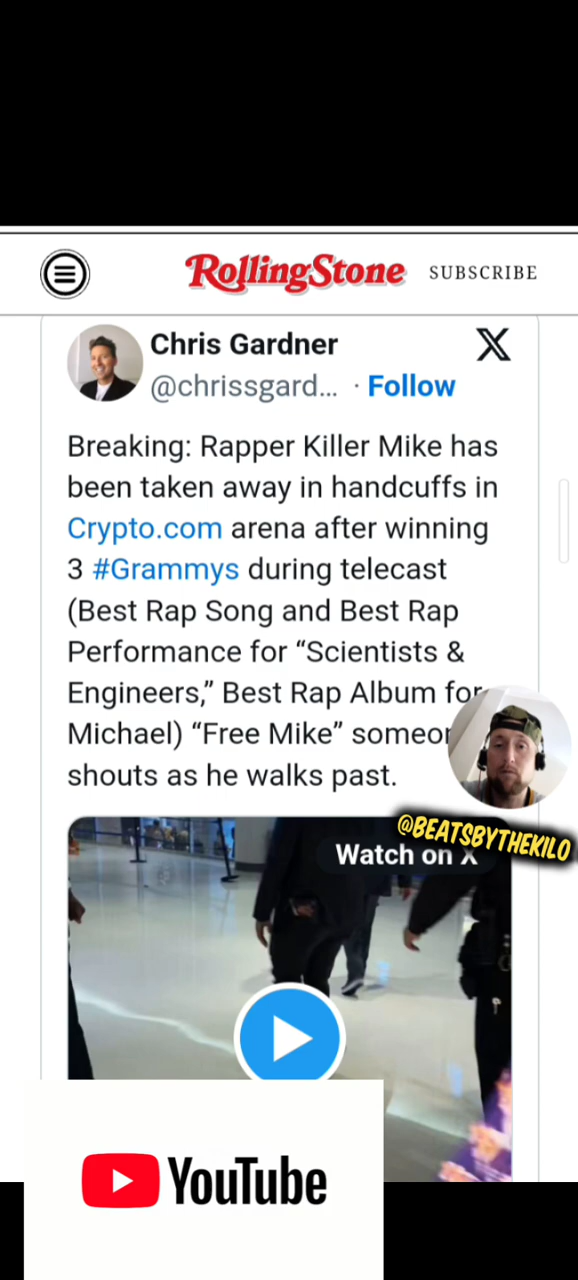 RollingStone SUBSCRIBE
Chris Gardner
@chrissgard... · Follow
Breaking: Rapper Killer Mike has
been taken away in handcuffs in
Crypto.com arena after winning
3 #Grammys during telecast
(Best Rap Song and Best Rap
Performance for “Scientists &
Engineers,” Best Rap Album for
Michael) “Free Mike”
shouts as he walks past.
@BEATSBYTHEKILO
Watch on X
YouTube